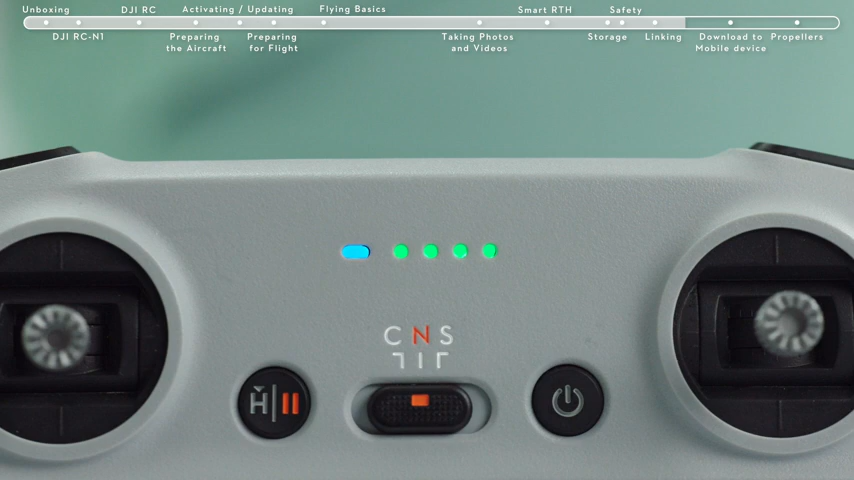 Unboxing
DJI RC
Activating / Updating
Flying Basics
Smart RTH
Safety
DJI RC-N1
Preparing
the Aircraft
Preparing
for Flight
Taking Photos
and Videos
Storage
Linking
Download to
Mobile device
Propellers
C N S
H